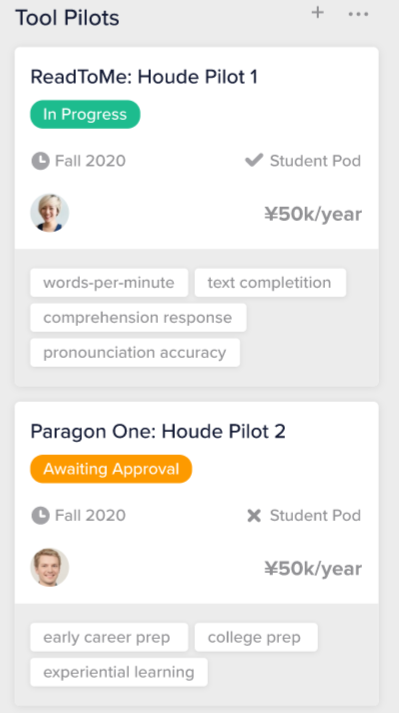 Tool Pilots
ReadToMe: Houde Pilot 1
In Progress
Fall 2020 Student Pod
¥50k/year
words-per-minute text completition
comprehension response
pronounciation accuracy
Paragon One: Houde Pilot 2
Awaiting Approval
Fall 2020 Student Pod
¥50k/year
early career prep college prep
experiential learning